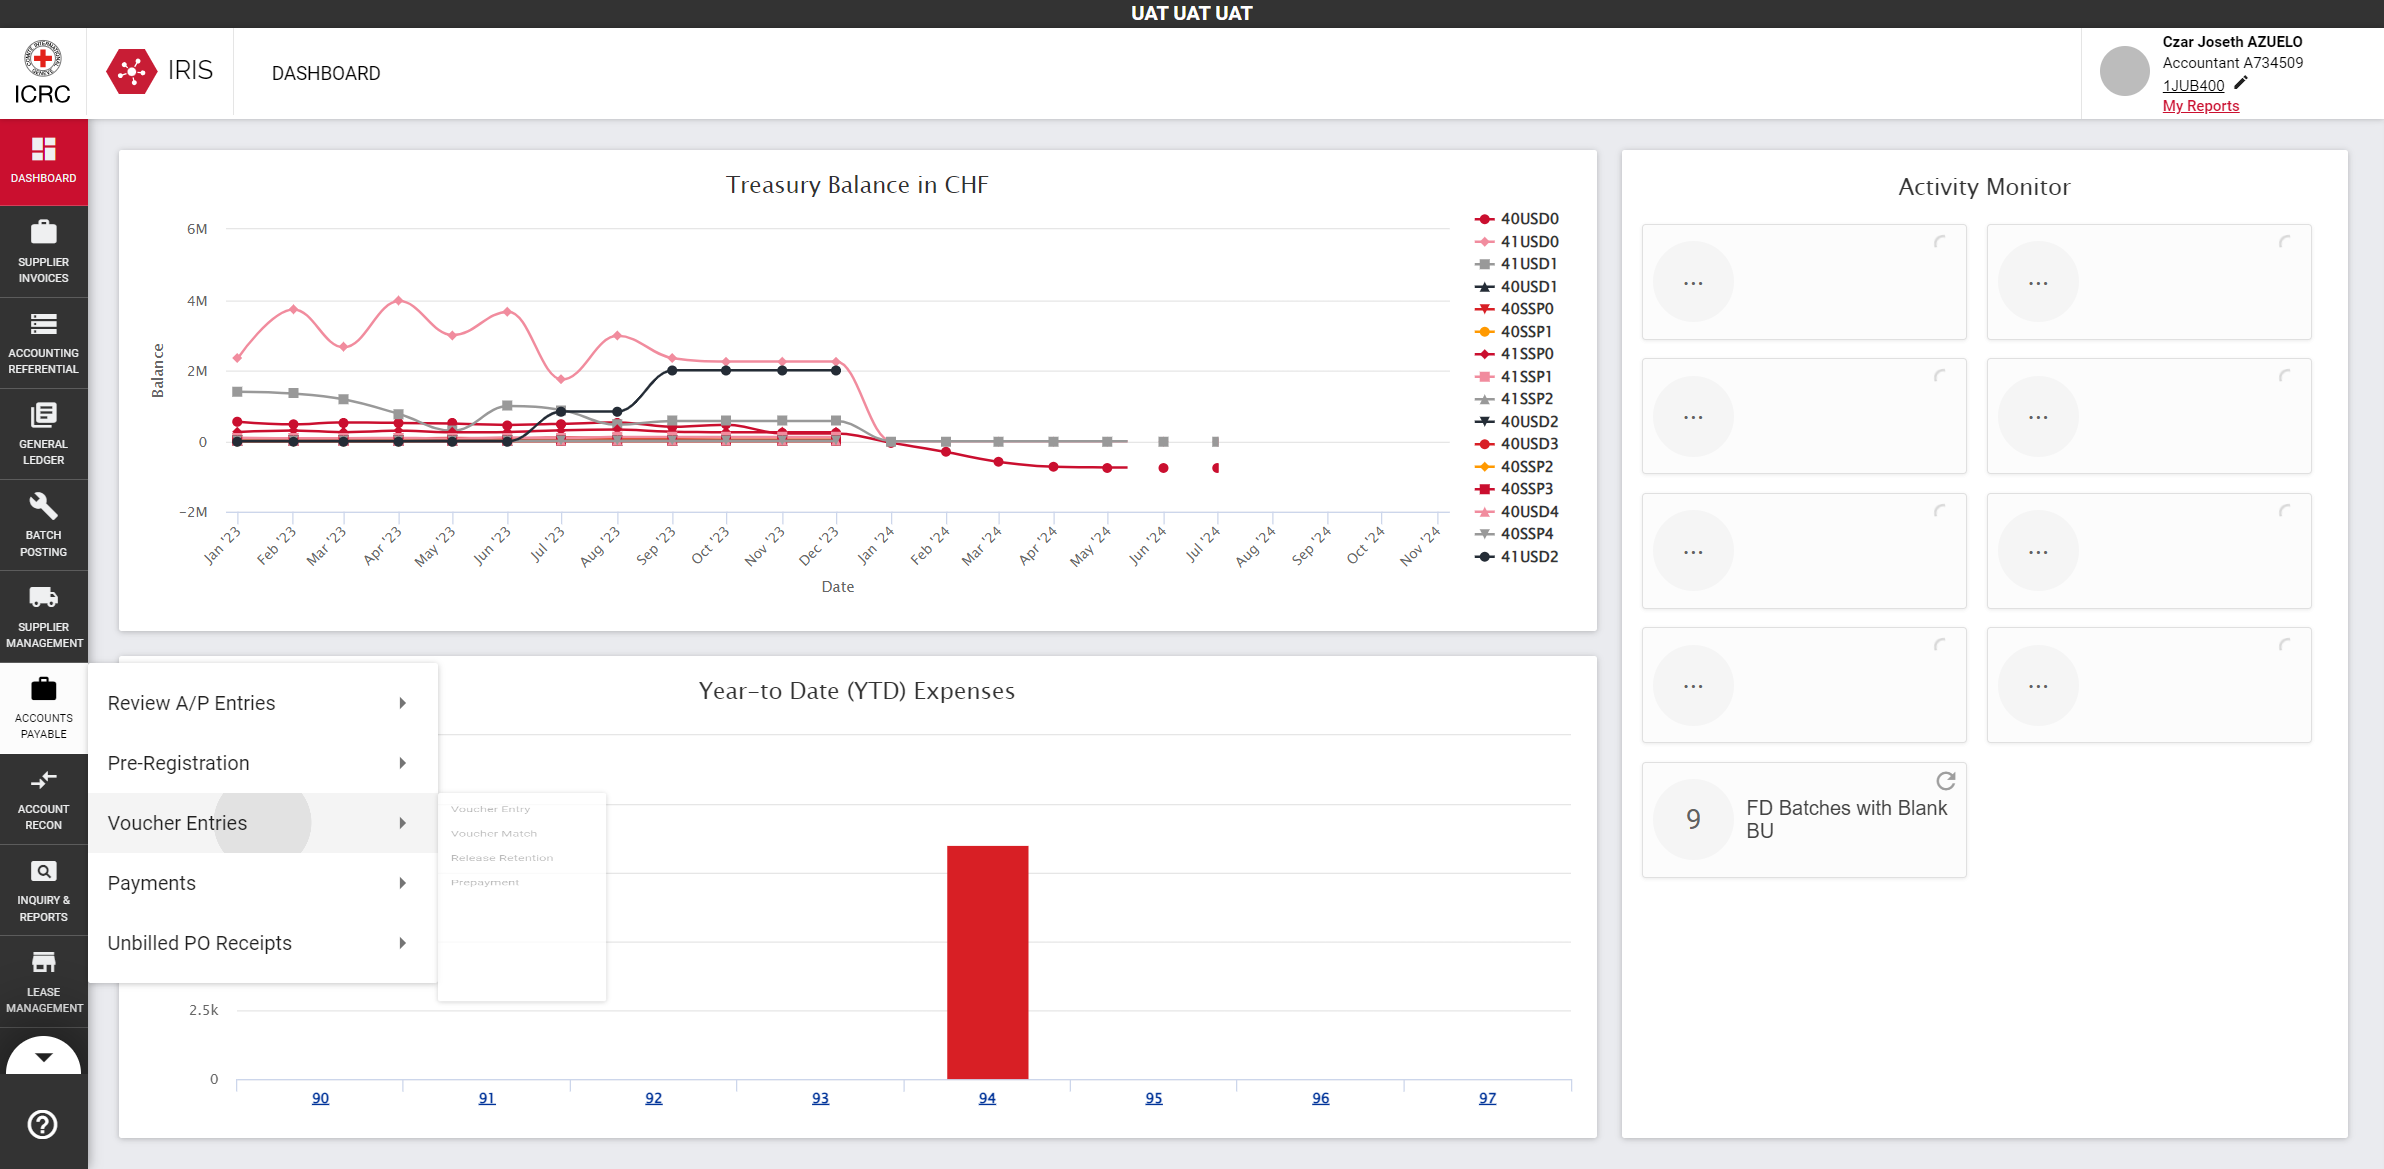 UAT UAT UAT
ICRC
IRIS
DASHBOARD
Czar Joseth AZUELO
Accountant A734509
1JUB400
My Reports
DASHBOARD
SUPPLIER
INVOICES
ACCOUNTING
REFERENTIAL
GENERAL
LEDGER
BATCH
POSTING
SUPPLIER
MANAGEMENT
ACCOUNTS
PAYABLE
ACCOUNT
RECON
INQUIRY &
REPORTS
LEASE
MANAGEMENT
Treasury Balance in CHF
Balance
6M
4M
2M
0
-2M
Jan '23
Feb '23
Mar '23
Apr '23
May '23
Jun '23
Jul '23
Aug '23
Sep '23
Oct '23
Nov '23
Dec '23
Jan '24
Feb '24
Mar '24
Apr '24
May '24
Jun '24
Jul '24
Aug '24
Sep '24
Oct '24
Nov '24
Date
40USD0
41USD0
41USD1
40USD1
40SSP0
40SSP1
41SSP0
41SSP1
41SSP2
40USD2
40USD3
40SSP2
40SSP3
40USD4
40SSP4
41USD2
Review A/P Entries
Pre-Registration
Voucher Entries
Payments
Unbilled PO Receipts
Voucher Entry
Voucher Match
Release Retention
Prepayment
Year-to Date (YTD) Expenses
2.5k
0
90
91
92
93
94
95
96
97
Activity Monitor
...
...
...
...
...
...
...
...
9
FD Batches with Blank
BU